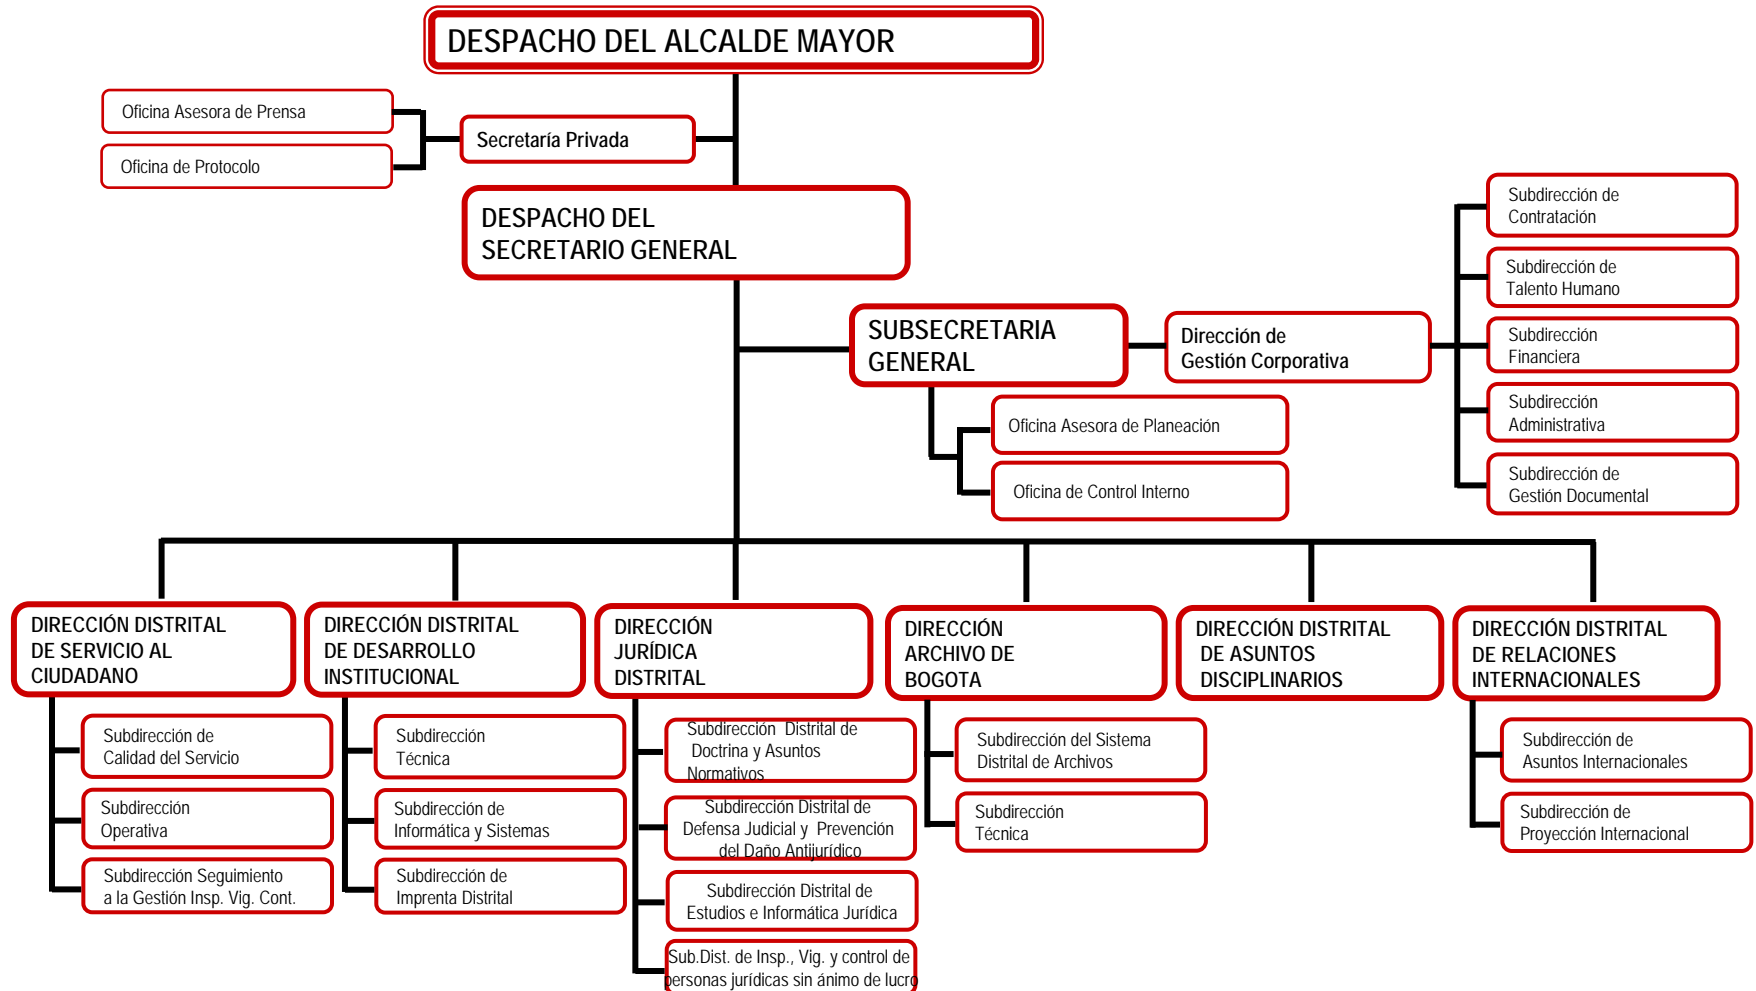 DESPACHO DEL ALCALDE MAYOR
Oficina Asesora de Prensa
Secretaría Privada
Oficina de Protocolo
DESPACHO DEL
SECRETARIO GENERAL
Subdirección de
Contratación
Subdirección de
Talento Humano
SUBSECRETARIA
GENERAL
Dirección de
Gestión Corporativa
Subdirección
Financiera
Subdirección
Administrativa
Oficina Asesora de Planeación
Subdirección de
Gestión Documental
Oficina de Control Interno
DIRECCIÓN DISTRITAL
DE SERVICIO AL
CIUDADANO
Subdirección de
Calidad del Servicio
Subdirección
Operativa
Subdirección Seguimiento
a la Gestión Insp. Vig. Cont.
DIRECCIÓN DISTRITAL
DE DESARROLLO
INSTITUCIONAL
Subdirección
Técnica
Subdirección de
Informática y Sistemas
Subdirección de
Imprenta Distrital
DIRECCIÓN
JURÍDICA
DISTRITAL
Subdirección Distrital de
Doctrina y Asuntos
Normativos
Subdirección Distrital de
Defensa Judicial y Prevención
del Daño Antijurídico
Subdirección Distrital de
Estudios e Informática Jurídica
Sub.Dist. de Insp., Vig. y control de
personas jurídicas sin ánimo de lucro
DIRECCIÓN
ARCHIVO DE
BOGOTA
Subdirección del Sistema
Distrital de Archivos
Subdirección
Técnica
DIRECCIÓN DISTRITAL
DE ASUNTOS
DISCIPLINARIOS
DIRECCIÓN DISTRITAL
DE RELACIONES
INTERNACIONALES
Subdirección de
Asuntos Internacionales
Subdirección de
Proyección Internacional